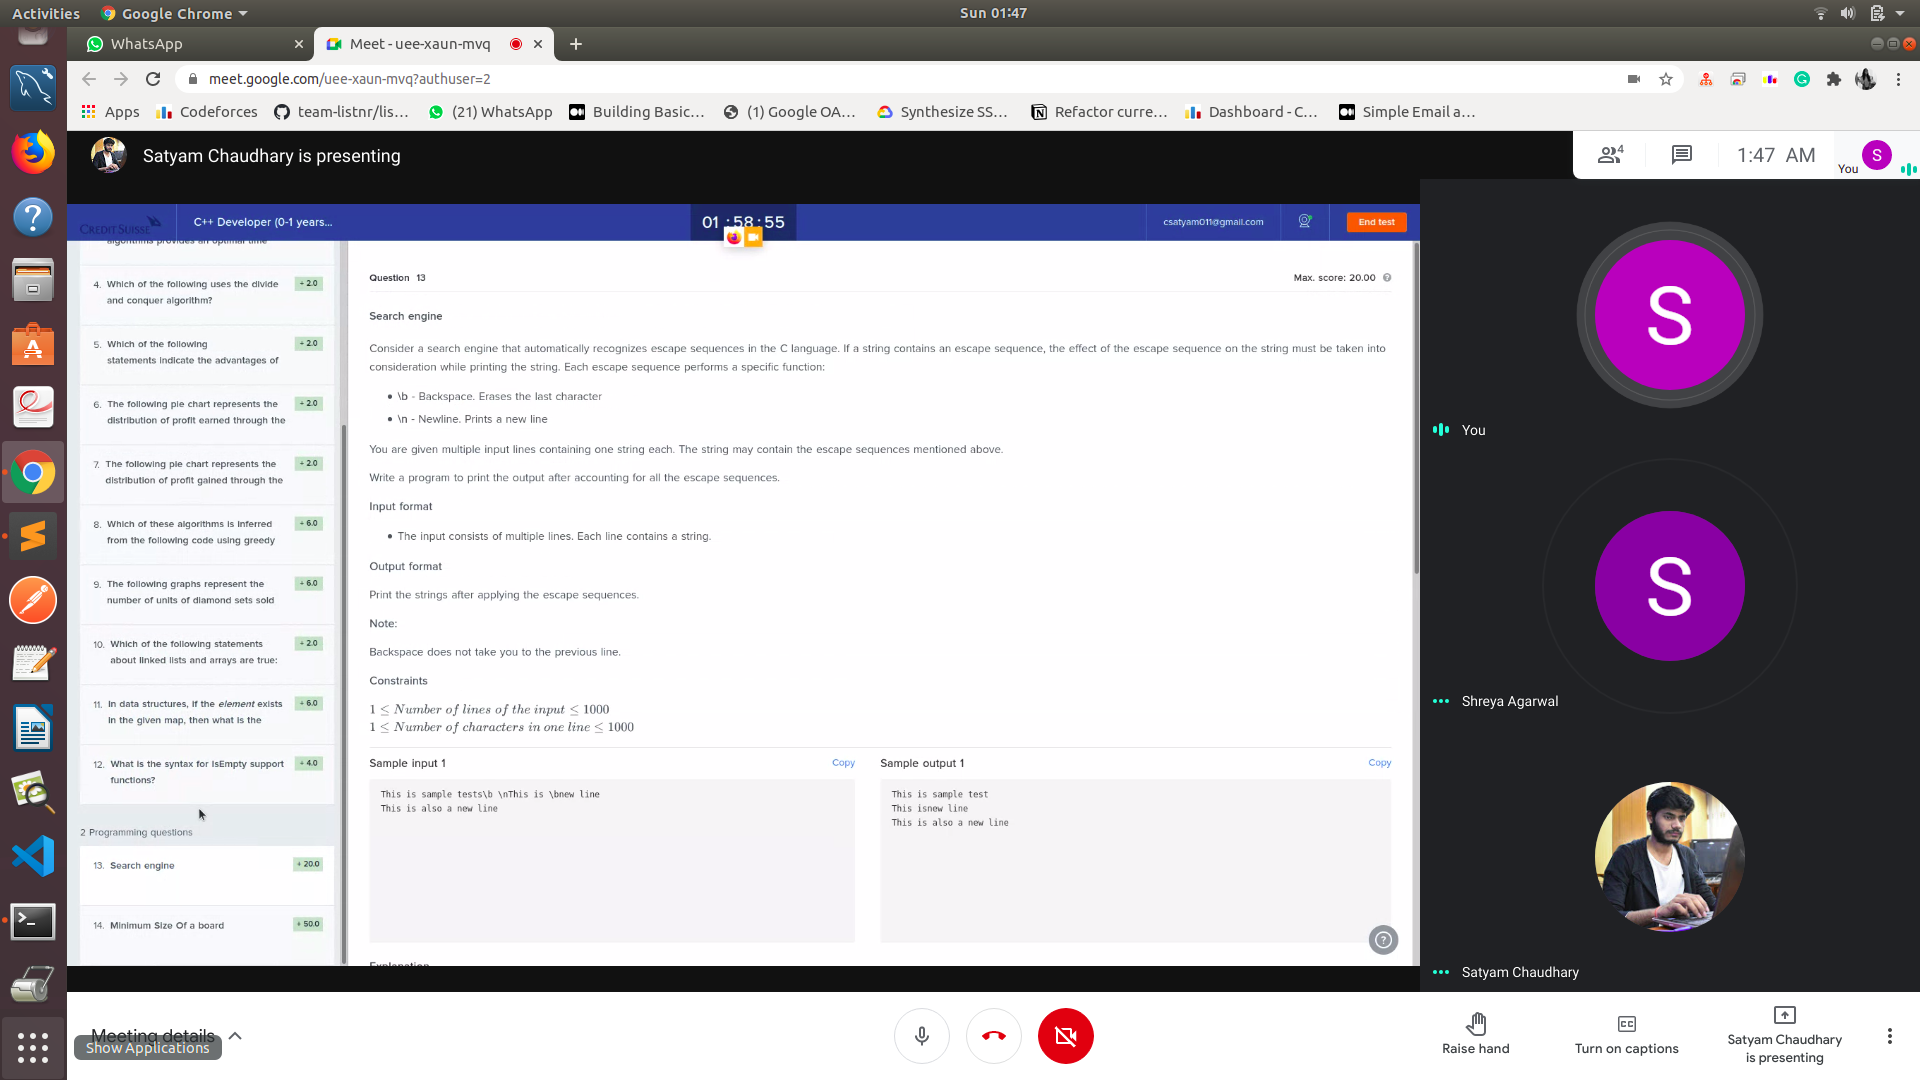 Activities
Google Chrome
Sun 01:47
WhatsApp
Meet - uee-xaun-mvq
meet.google.com/uee-xaun-mvq?authuser=2
Apps
Codeforces
team-listnr/lis...
(21) WhatsApp
Building Basic...
(1) Google OA...
Synthesize SS...
Refactor curre...
Dashboard - C...
Simple Email a...
Satyam Chaudhary is presenting
4
1:47 AM
You
S
CREDIT SUISSE
C++ Developer (0-1 years...
01 :58:55
csatyam011@gmail.com
End test
algorithms provides an optimal time
4. Which of the following uses the divide
and conquer algorithm?
+ 2.0
5. Which of the following
statements indicate the advantages of
+ 2.0
6. The following pie chart represents the
distribution of profit earned through the
+ 2.0
7. The following pie chart represents the
distribution of profit gained through the
+ 2.0
8. Which of these algorithms is inferred
from the following code using greedy
+ 6.0
9. The following graphs represent the
number of units of diamond sets sold
+ 6.0
10. Which of the following statements
about linked lists and arrays are true:
+ 2.0
11. In data structures, if the element exists
in the given map, then what is the
+ 6.0
12. What is the syntax for isEmpty support
functions?
+ 4.0
2 Programming questions
13. Search engine
+ 20.0
14. Minimum Size Of a board
+ 50.0
Question 13
Max. score: 20.00
Search engine
Consider a search engine that automatically recognizes escape sequences in the C language. If a string contains an escape sequence, the effect of the escape sequence on the string must be taken into
consideration while printing the string. Each escape sequence performs a specific function:
• \b - Backspace. Erases the last character
• \n - Newline. Prints a new line
You are given multiple input lines containing one string each. The string may contain the escape sequences mentioned above.
Write a program to print the output after accounting for all the escape sequences.
Input format
• The input consists of multiple lines. Each line contains a string.
Output format
Print the strings after applying the escape sequences.
Note:
Backspace does not take you to the previous line.
Constraints
1 ≤ Number of lines of the input ≤ 1000
1 ≤ Number of characters in one line ≤ 1000
Sample input 1
Copy
This is sample tests\b \nThis is \bnew line
This is also a new line
Sample output 1
Copy
This is sample test
This isnew line
This is also a new line
Explanation
S
You
S
Shreya Agarwal
Satyam Chaudhary
Meeting details
Show Applications
Raise hand
Turn on captions
Satyam Chaudhary
is presenting